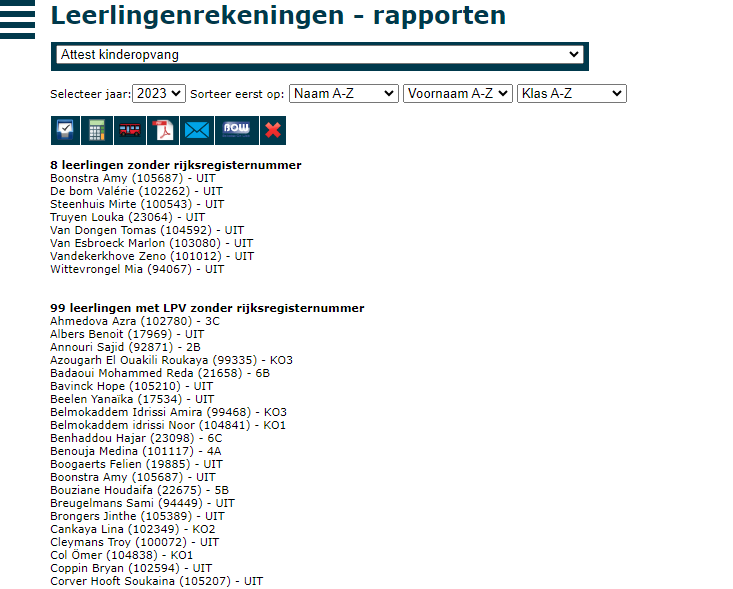 Leerlingenrekeningen - rapporten
Attest kinderopvang
Selecteer jaar: 2023 Sorteer eerst op: Naam A-Z Voornaam A-Z Klas A-Z
8 leerlingen zonder rijksregisternummer
Boonstra Amy (105687) - UIT
De bom Valérie (102262) - UIT
Steenhuis Mirte (100543) - UIT
Truyen Louka (23064) - UIT
Van Dongen Tomas (104592) - UIT
Van Esbroeck Marlon (103080) - UIT
Vandekerkhove Zeno (101012) - UIT
Wittevrongel Mia (94067) - UIT
99 leerlingen met LPV zonder rijksregisternummer
Ahmedova Azra (102780) - 3C
Albers Benoit (17969) - UIT
Annouri Sajid (92871) - 2B
Azougarh El Ouakili Roukaya (99335) - KO3
Badaoui Mohammed Reda (21658) - 6B
Bavinck Hope (105210) - UIT
Beelen Yanaïka (17534) - UIT
Belmokaddem Idrissi Amira (99468) - KO3
Belmokaddem idrissi Noor (104841) - KO1
Benhaddou Hajar (23098) - 6C
Benouja Medina (101117) - 4A
Boogaerts Felien (19885) - UIT
Boonstra Amy (105687) - UIT
Bouziane Houdaifa (22675) - 5B
Breugelmans Sami (94449) - UIT
Brongers Jinthe (105389) - UIT
Cankaya Lina (102349) - KO2
Cleymans Troy (100072) - UIT
Col Ömer (104838) - KO1
Coppin Bryan (102594) - UIT
Corver Hooft Soukaina (105207) - UIT